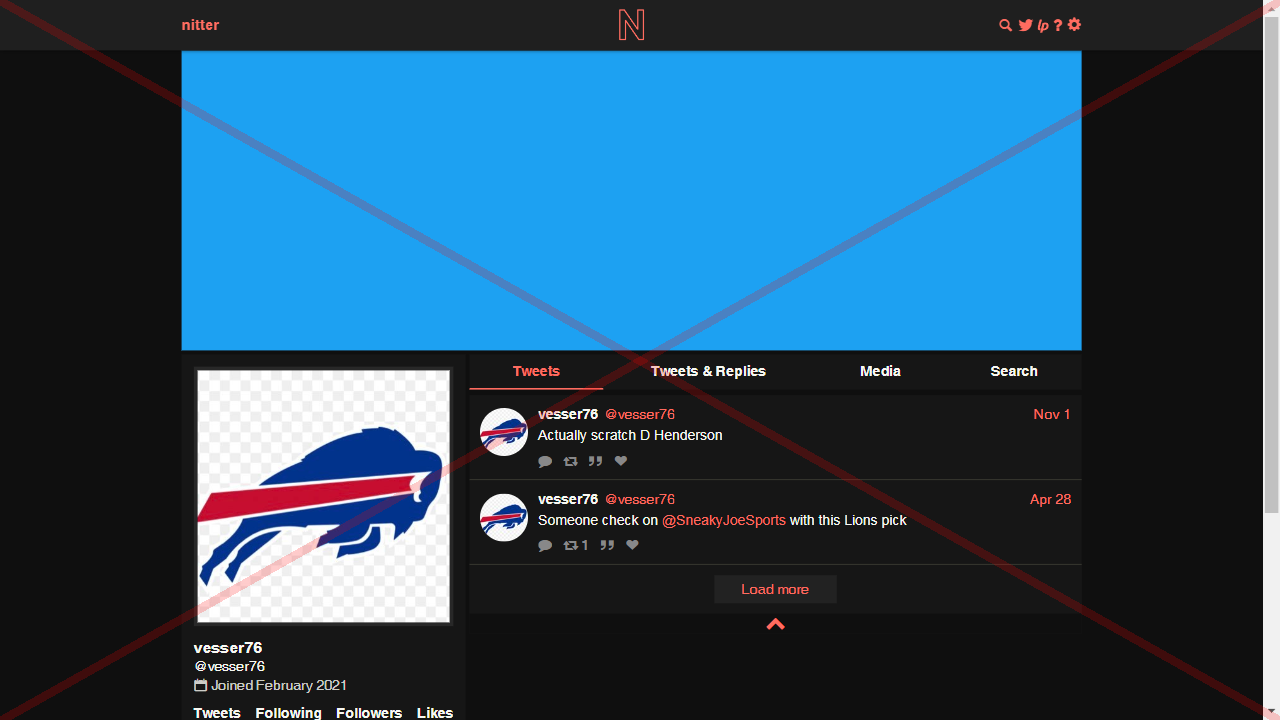 nitter
N
lp ?
Tweets Tweets & Replies Media Search
vesser76 @vesser76 Nov 1
Actually scratch D Henderson
vesser76 @vesser76 Apr 28
Someone check on @SneakyJoeSports with this Lions pick
1
Load more
vesser76
@vesser76
Joined February 2021
Tweets Following Followers Likes